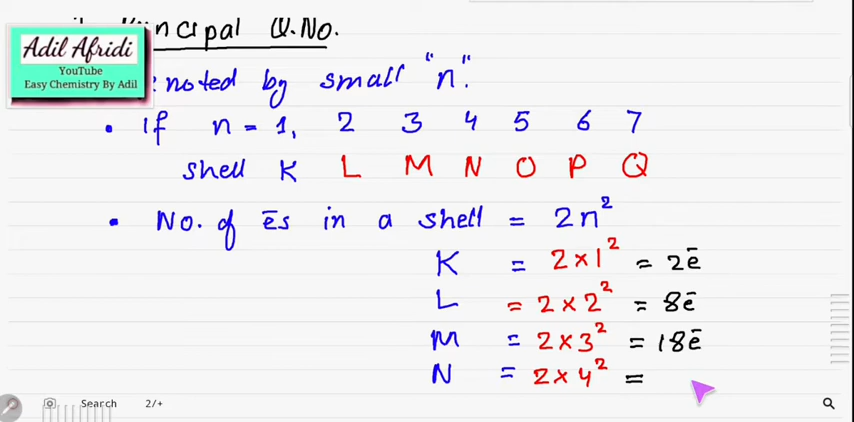 Principal Q.No.
Adil Afridi
YouTube
Easy Chemistry By Adil
noted by small "n".
• If n = 1, 2 3 4 5 6 7
shell K L M N O P Q
• No. of ēs in a shell = 2n²
K = 2 × 1² = 2ē
L = 2 × 2² = 8ē
M = 2 × 3² = 18ē
N = 2 × 4² =
Search 2/+